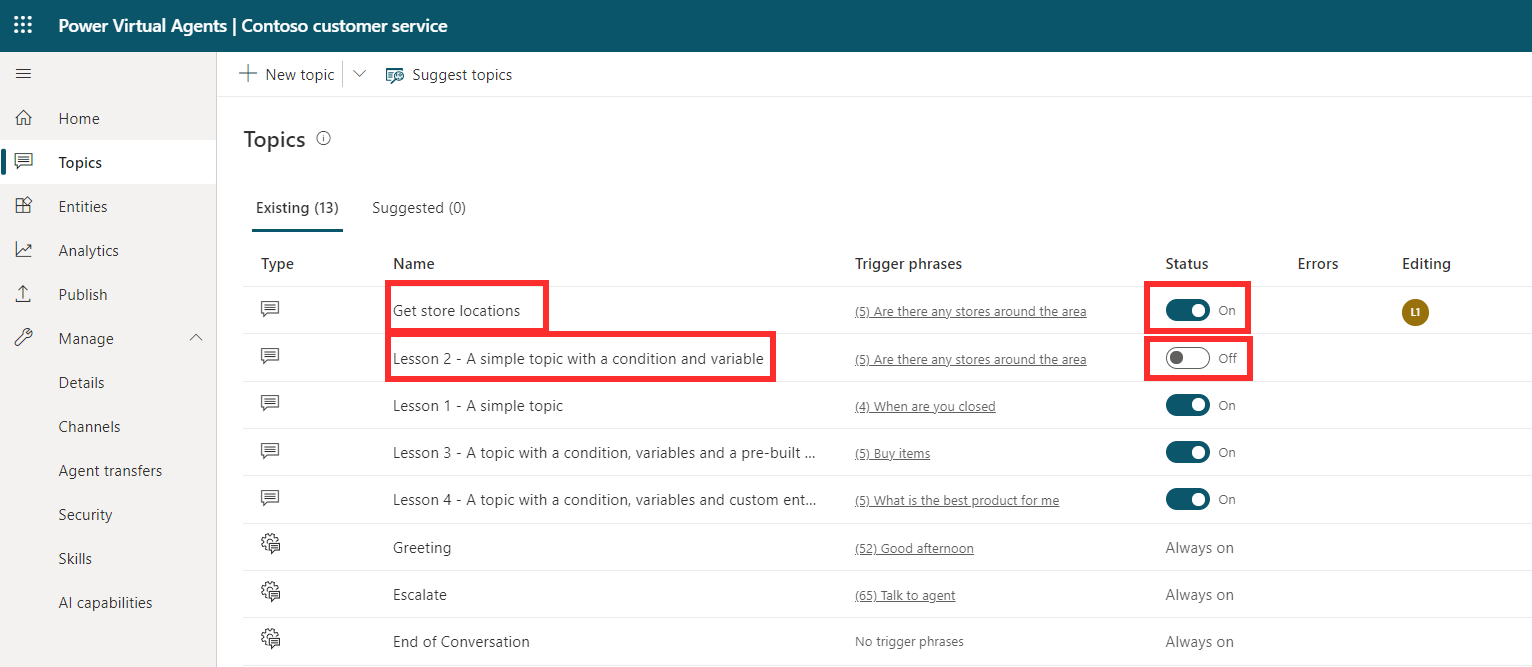 Power Virtual Agents | Contoso customer service
New topic
Suggest topics
Home
Topics
Entities
Analytics
Publish
Manage
Details
Channels
Agent transfers
Security
Skills
AI capabilities
Topics
Existing (13) Suggested (0)
Type Name Trigger phrases Status Errors Editing
Get store locations (5) Are there any stores around the area On L1
Lesson 2 - A simple topic with a condition and variable (5) Are there any stores around the area Off
Lesson 1 - A simple topic (4) When are you closed On
Lesson 3 - A topic with a condition, variables and a pre-built ... (5) Buy items On
Lesson 4 - A topic with a condition, variables and custom ent... (5) What is the best product for me On
Greeting (52) Good afternoon Always on
Escalate (65) Talk to agent Always on
End of Conversation No trigger phrases Always on